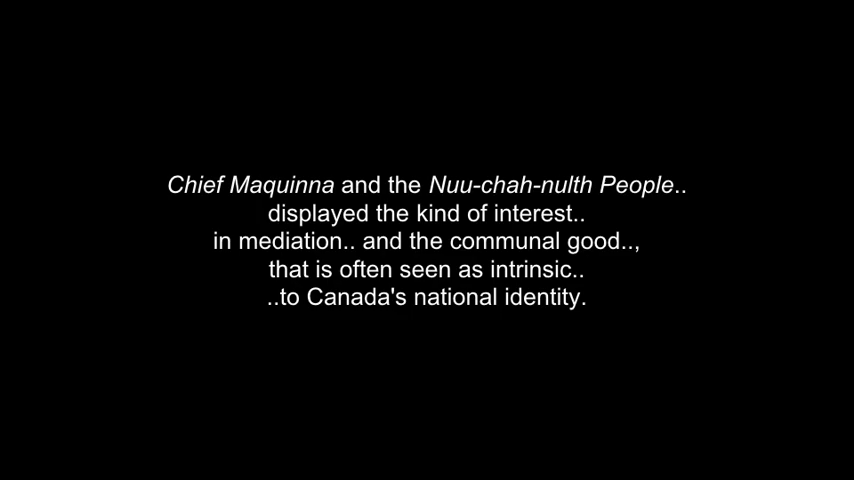 Chief Maquinna and the Nuu-chah-nulth People..
displayed the kind of interest..
in mediation.. and the communal good..,
that is often seen as intrinsic..
..to Canada's national identity.